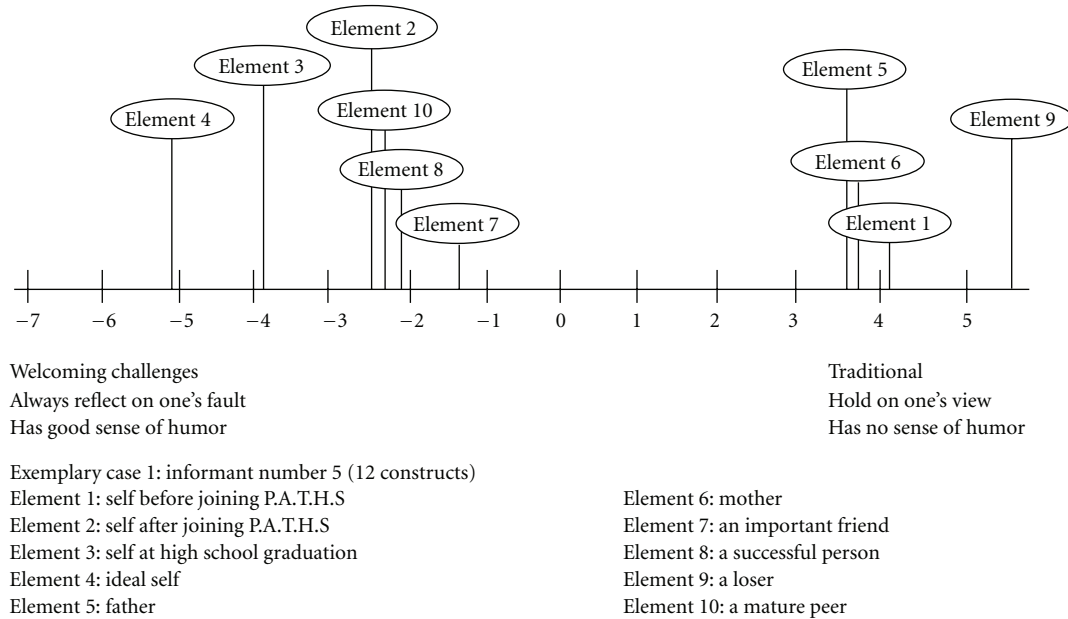 Element 2
Element 3
Element 5
Element 10
Element 4
Element 9
Element 8
Element 6
Element 7
Element 1
−7 −6 −5 −4 −3 −2 −1 0 1 2 3 4 5
Welcoming challenges
Always reflect on one's fault
Has good sense of humor
Traditional
Hold on one's view
Has no sense of humor
Exemplary case 1: informant number 5 (12 constructs)
Element 1: self before joining P.A.T.H.S
Element 2: self after joining P.A.T.H.S
Element 3: self at high school graduation
Element 4: ideal self
Element 5: father
Element 6: mother
Element 7: an important friend
Element 8: a successful person
Element 9: a loser
Element 10: a mature peer